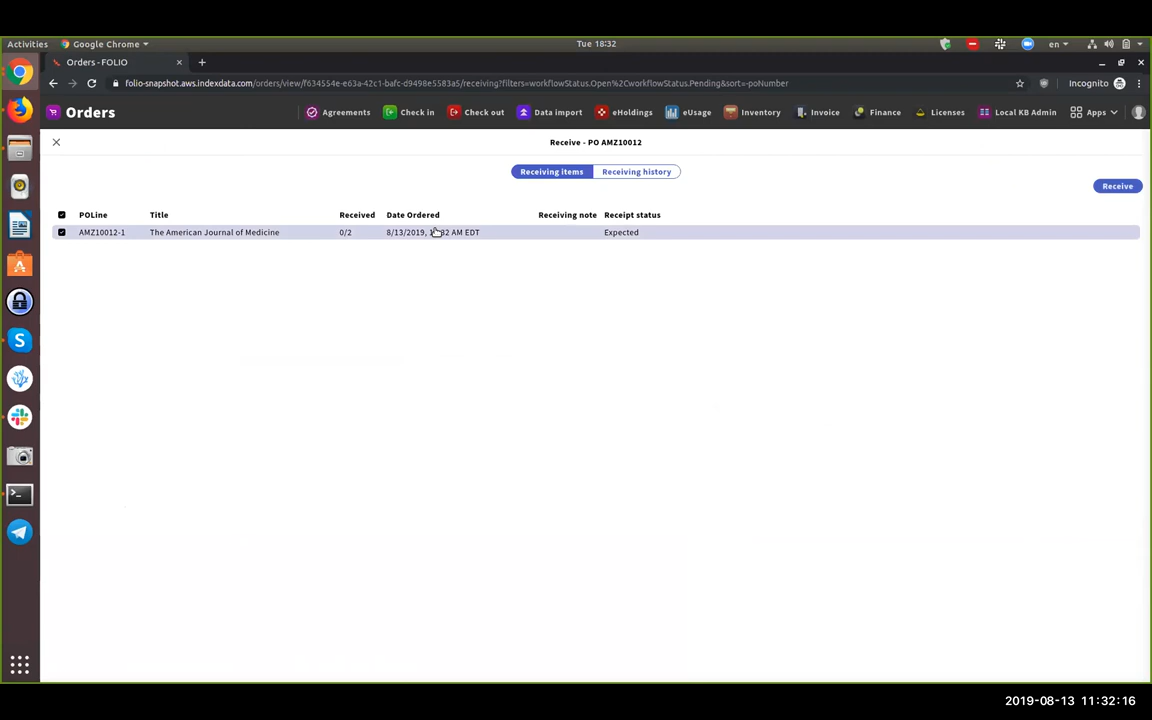 Activities Google Chrome Tue 18:32 en
Orders - FOLIO
folio-snapshot.aws.indexdata.com/orders/view/f634554e-e63a-42c1-bafc-d9498e5583a5/receiving?filters=workflowStatus.Open%2CworkflowStatus.Pending&sort=-poNumber Incognito
Orders Agreements Check in Check out Data import eHoldings eUsage Inventory Invoice Finance Licenses Local KB Admin Apps
Receive - PO AMZ10012
Receiving items Receiving history
Receive
POLine Title Received Date Ordered Receiving note Receipt status
AMZ10012-1 The American Journal of Medicine 0/2 8/13/2019, AM EDT Expected
2019-08-13 11:32:16